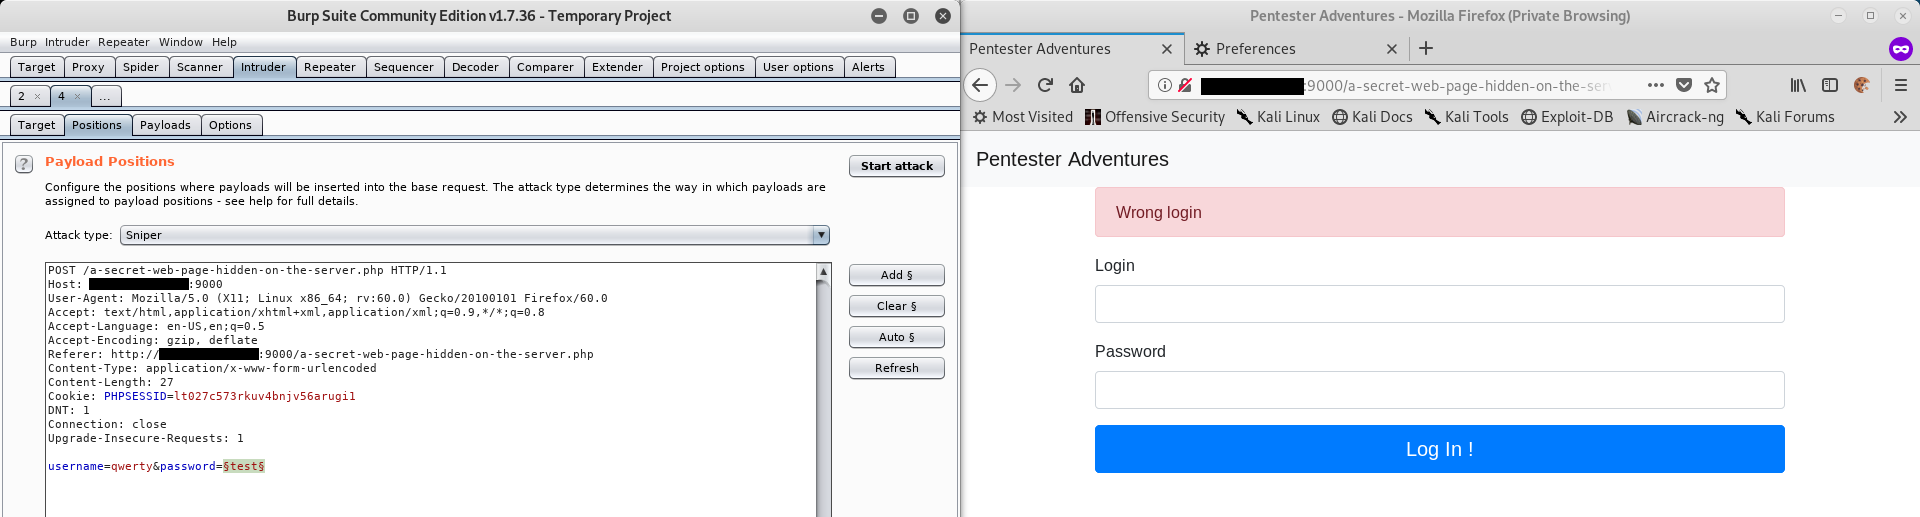 Burp Suite Community Edition v1.7.36 - Temporary Project
Burp Intruder Repeater Window Help
Target Proxy Spider Scanner Intruder Repeater Sequencer Decoder Comparer Extender Project options User options Alerts
2 × 4 × ...
Target Positions Payloads Options
? Payload Positions
Start attack
Configure the positions where payloads will be inserted into the base request. The attack type determines the way in which payloads are
assigned to payload positions - see help for full details.
Attack type: Sniper
POST /a-secret-web-page-hidden-on-the-server.php HTTP/1.1
Host: :9000
User-Agent: Mozilla/5.0 (X11; Linux x86_64; rv:60.0) Gecko/20100101 Firefox/60.0
Accept: text/html,application/xhtml+xml,application/xml;q=0.9,*/*;q=0.8
Accept-Language: en-US,en;q=0.5
Accept-Encoding: gzip, deflate
Referer: http:// :9000/a-secret-web-page-hidden-on-the-server.php
Content-Type: application/x-www-form-urlencoded
Content-Length: 27
Cookie: PHPSESSID=lt027c573rkuv4bnjv56arugi1
DNT: 1
Connection: close
Upgrade-Insecure-Requests: 1
username=qwerty&password=§test§
Add §
Clear §
Auto §
Refresh
Pentester Adventures - Mozilla Firefox (Private Browsing)
Pentester Adventures Preferences
:9000/a-secret-web-page-hidden-on-the-ser
Most Visited Offensive Security Kali Linux Kali Docs Kali Tools Exploit-DB Aircrack-ng Kali Forums
Pentester Adventures
Wrong login
Login
Password
Log In !